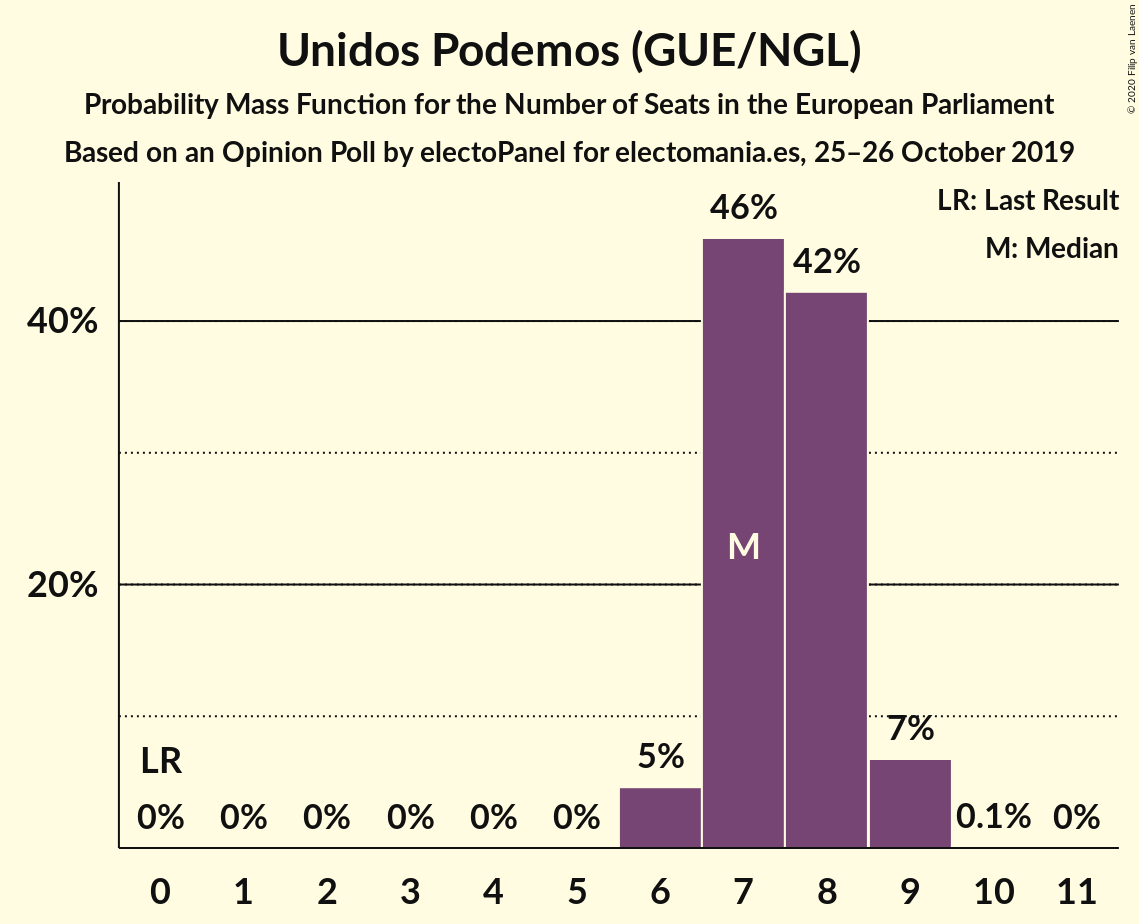 Unidos Podemos (GUE/NGL)
Probability Mass Function for the Number of Seats in the European Parliament
Based on an Opinion Poll by electoPanel for electomania.es, 25–26 October 2019
© 2020 Filip van Laenen
LR: Last Result
M: Median
46%
42%
40%
M
20%
7%
5%
LR
0% 0% 0% 0% 0% 0% 0.1% 0%
0 1 2 3 4 5 6 7 8 9 10 11